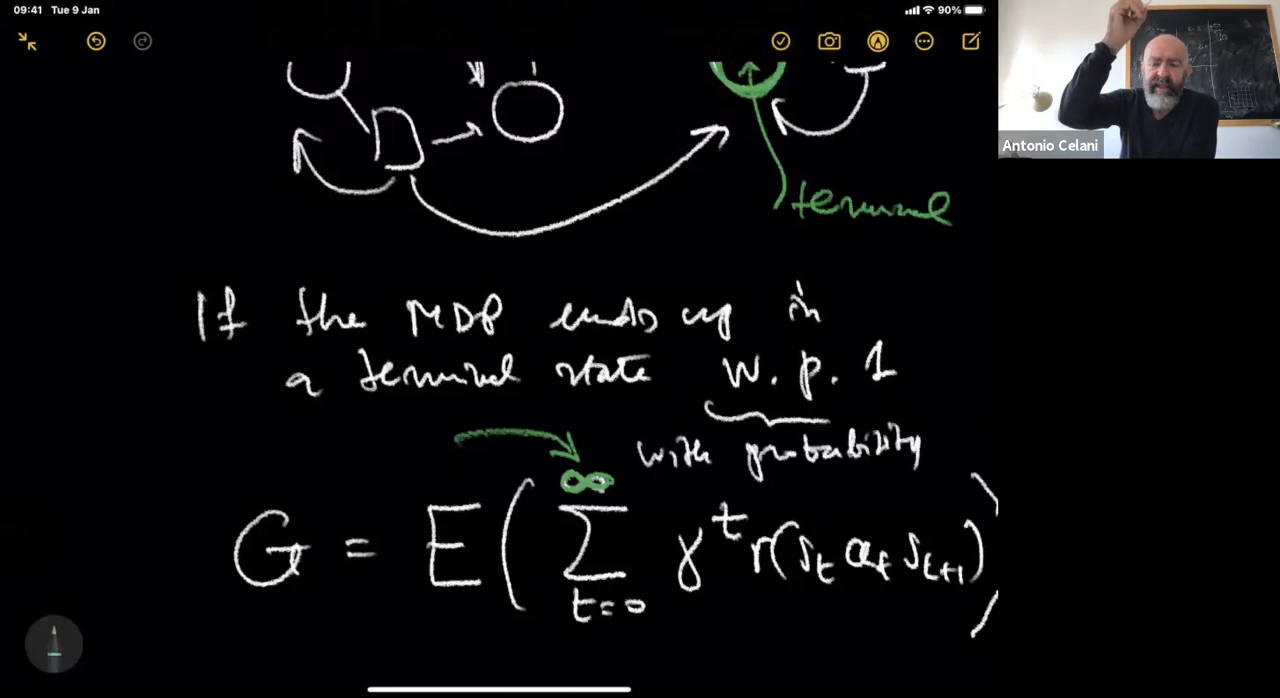 09:41 Tue 9 Jan
90%
Antonio Celani
terminal
If the MDP ends up in
a terminal state w.p. 1
with probability
G = E( ∞ ∑ t=0 γ^t r(s_t a_t s_{t+1}) )